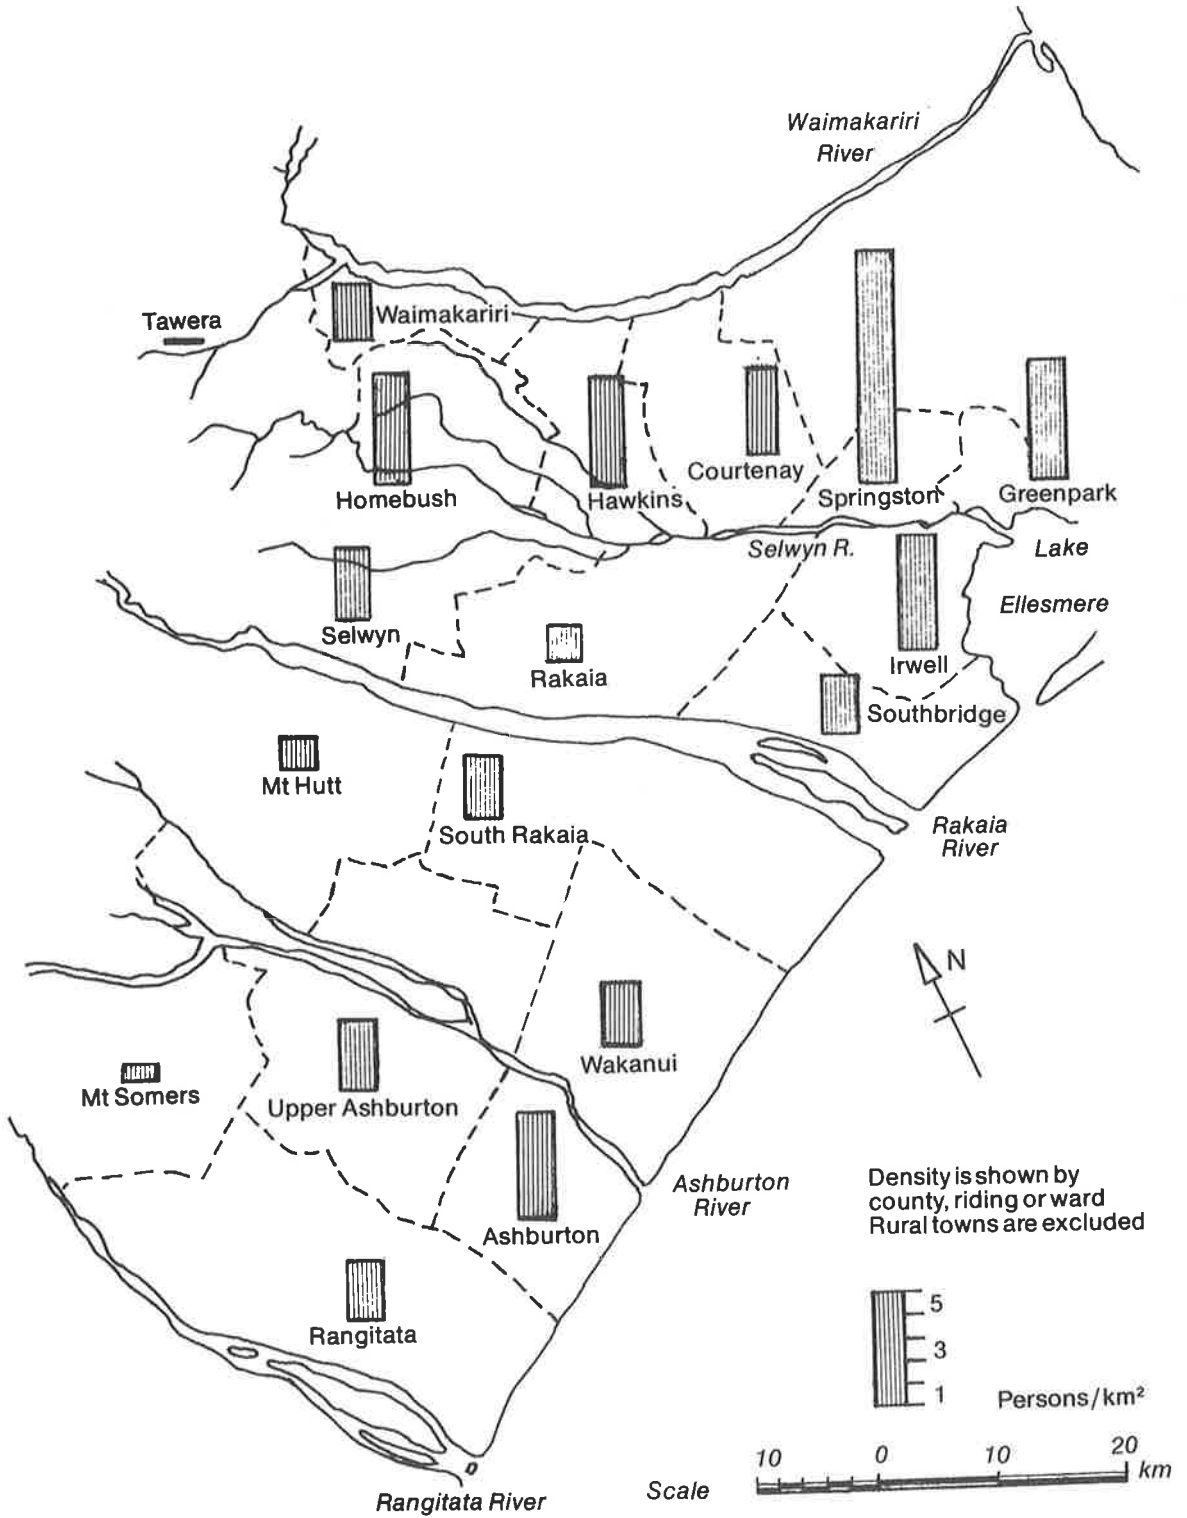 Waimakariri
River
Tawera
Waimakariri
Homebush
Hawkins
Courtenay
Springston
Greenpark
Selwyn R.
Lake
Ellesmere
Selwyn
Rakaia
Irwell
Southbridge
Mt Hutt
South Rakaia
Rakaia
River
N
Wakanui
Mt Somers
Upper Ashburton
Ashburton
River
Ashburton
Density is shown by
county, riding or ward
Rural towns are excluded
Rangitata
5
3
1
Persons/km²
10 0 10 20
km
Scale
Rangitata River